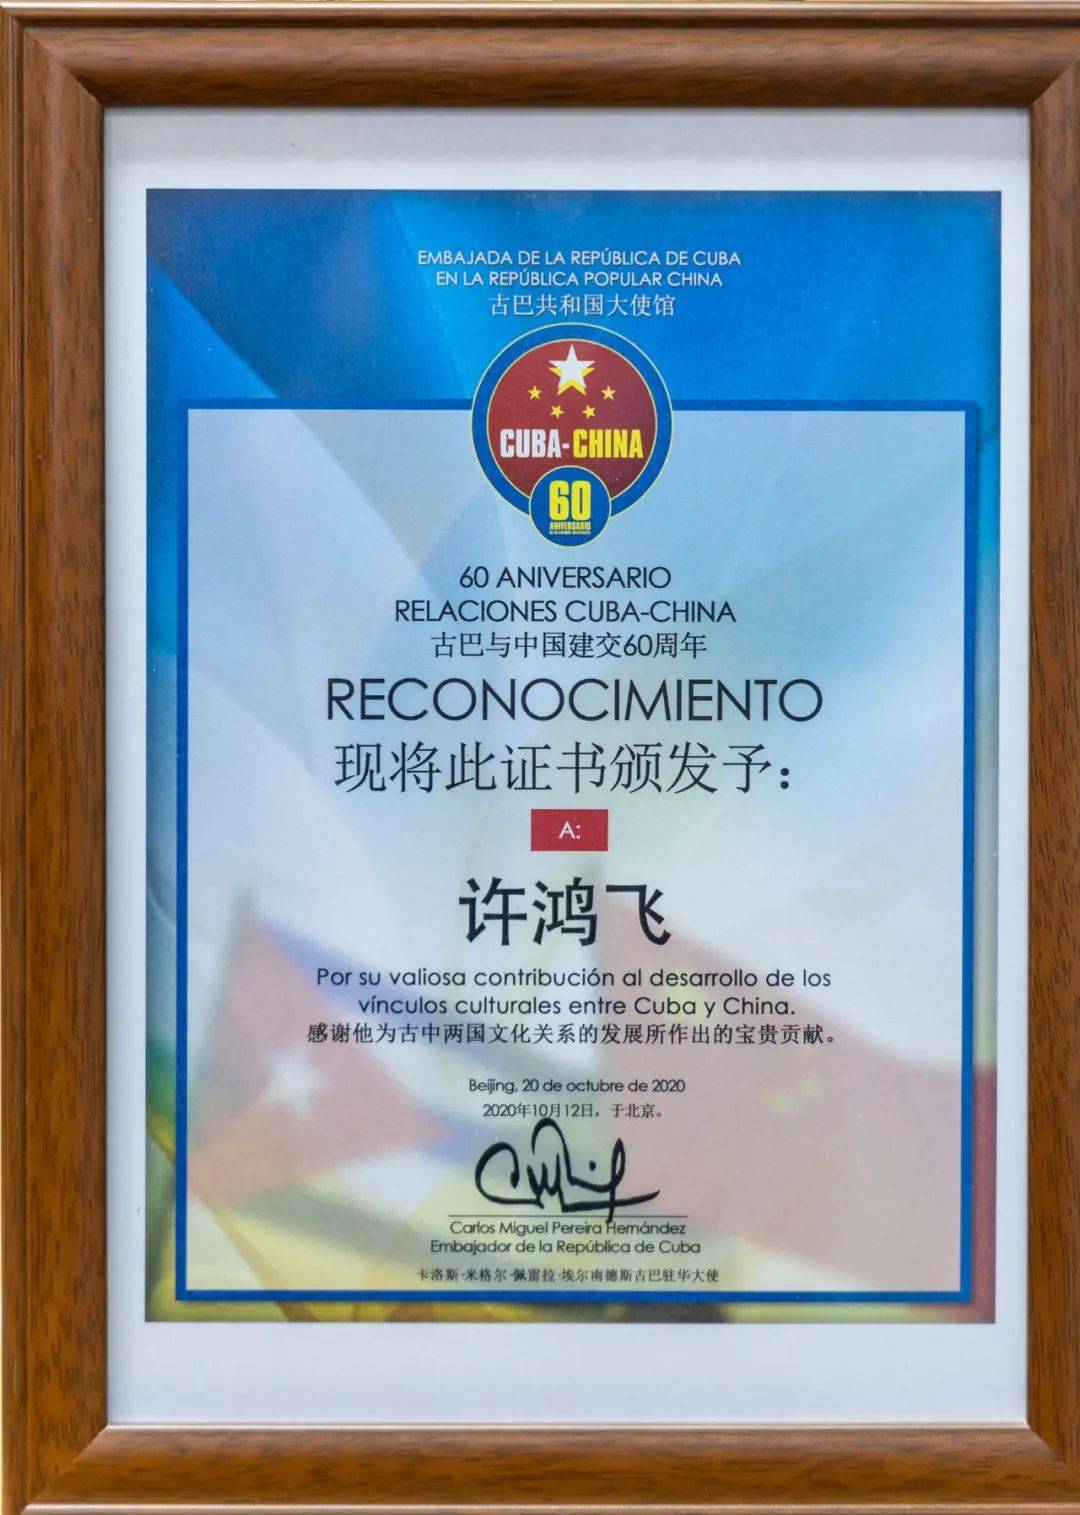 EMBAJADA DE LA REPÚBLICA DE CUBA
EN LA REPÚBLICA POPULAR CHINA
古巴共和国大使馆
CUBA-CHINA
60
ANIVERSARIO
60 ANIVERSARIO
RELACIONES CUBA-CHINA
古巴与中国建交60周年
RECONOCIMIENTO
现将此证书颁发予：
A:
许鸿飞
Por su valiosa contribución al desarrollo de los
vínculos culturales entre Cuba y China.
感谢他为古中两国文化关系的发展所作出的宝贵贡献。
Beijing, 20 de octubre de 2020
2020年10月12日，于北京。
Carlos Miguel Pereira Hernández
Embajador de la República de Cuba
卡洛斯·米格尔·佩雷拉·埃尔南德斯古巴驻华大使